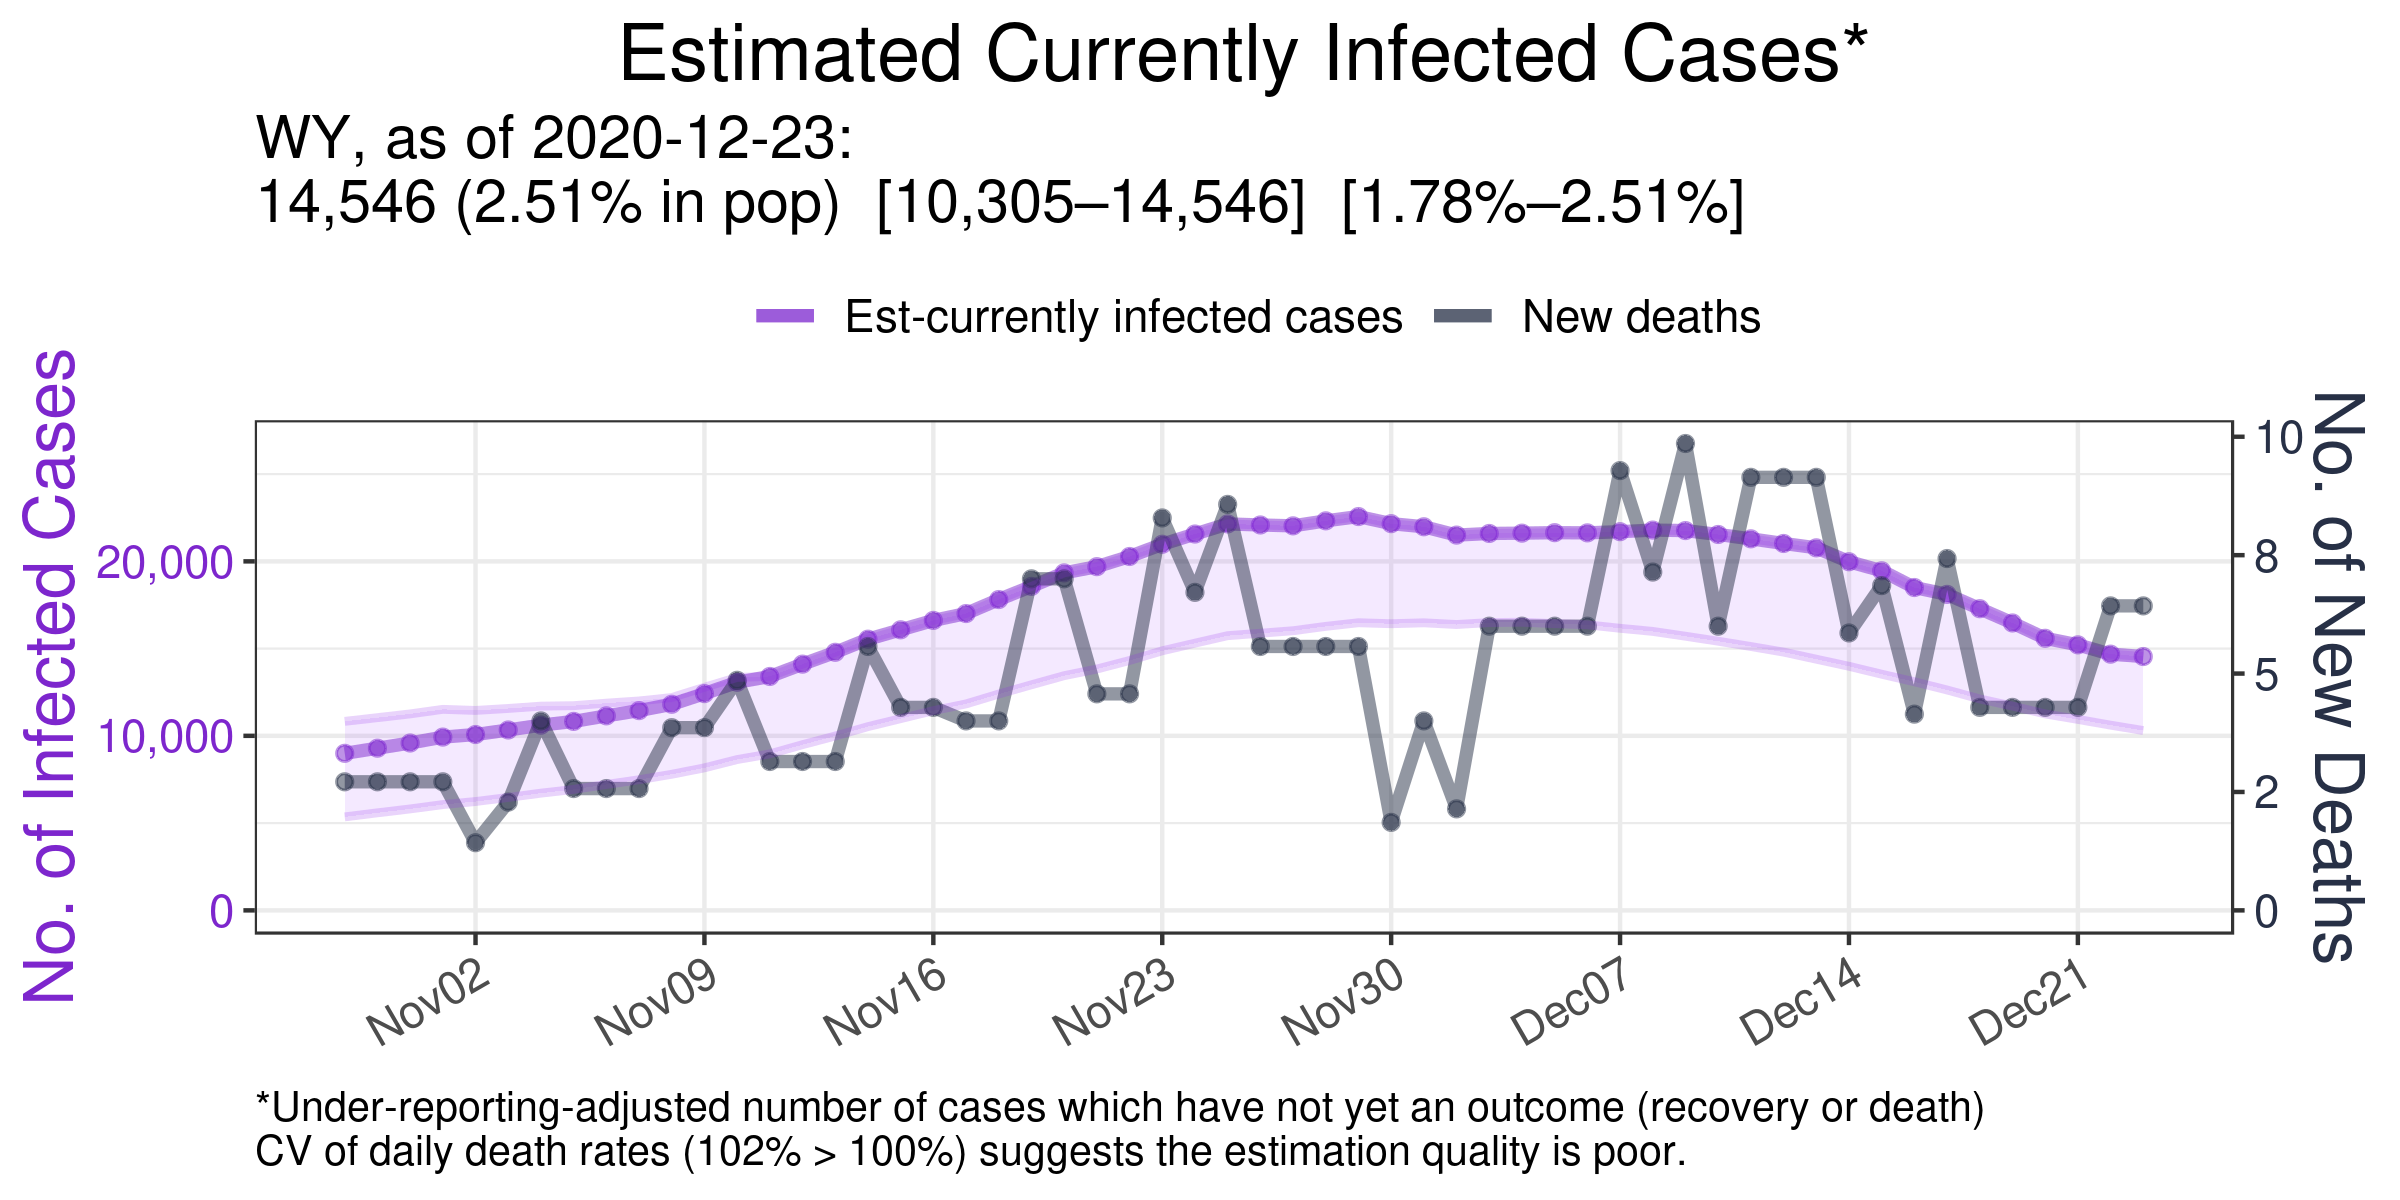 Estimated Currently Infected Cases*
WY, as of 2020-12-23:
14,546 (2.51% in pop)  [10,305–14,546]  [1.78%–2.51%]
Est-currently infected cases
New deaths
No. of Infected Cases
20,000
10,000
0
10
8
5
2
0
No. of New Deaths
Nov02
Nov09
Nov16
Nov23
Nov30
Dec07
Dec14
Dec21
*Under-reporting-adjusted number of cases which have not yet an outcome (recovery or death)
CV of daily death rates (102% > 100%) suggests the estimation quality is poor.